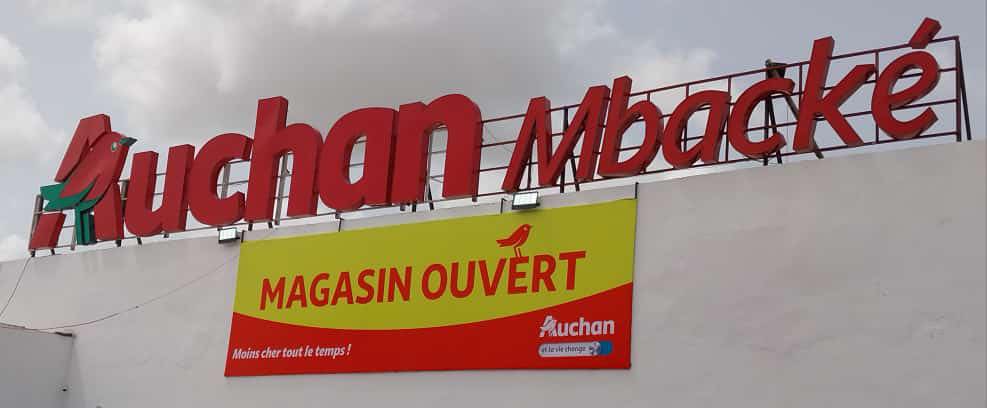 Auchan Mbacké
MAGASIN OUVERT
Moins cher tout le temps !
Auchan
et la vie change